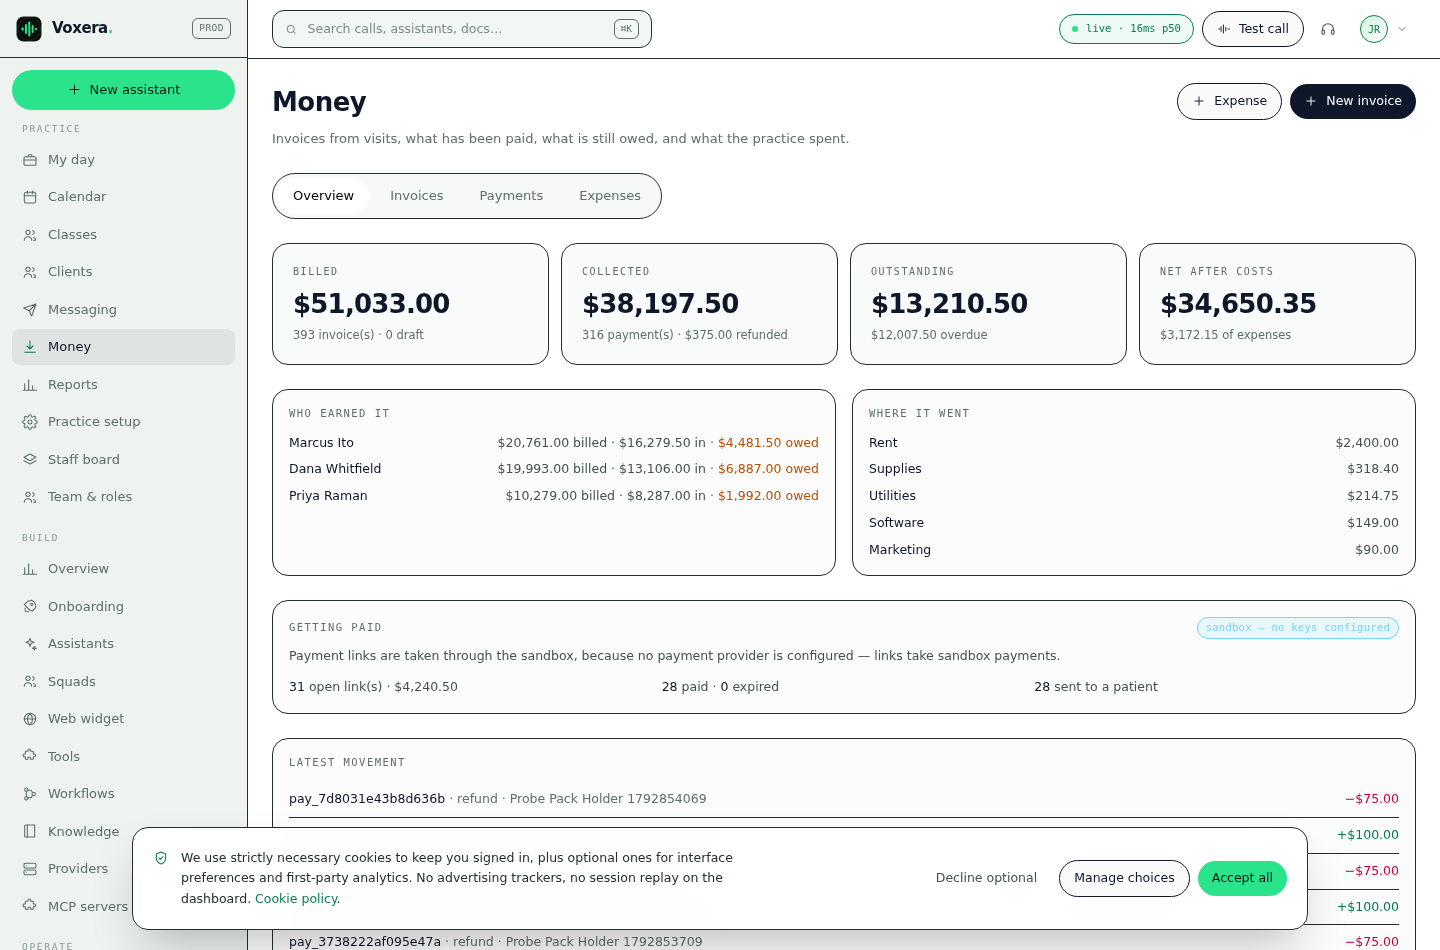 Voxera.
PROD
Search calls, assistants, docs…
⌘K
live · 16ms p50
Test call
JR
New assistant
PRACTICE
My day
Calendar
Classes
Clients
Messaging
Money
Reports
Practice setup
Staff board
Team & roles
BUILD
Overview
Onboarding
Assistants
Squads
Web widget
Tools
Workflows
Knowledge
Providers
MCP servers
OPERATE
Money
Expense
New invoice
Invoices from visits, what has been paid, what is still owed, and what the practice spent.
Overview
Invoices
Payments
Expenses
BILLED
$51,033.00
393 invoice(s) · 0 draft
COLLECTED
$38,197.50
316 payment(s) · $375.00 refunded
OUTSTANDING
$13,210.50
$12,007.50 overdue
NET AFTER COSTS
$34,650.35
$3,172.15 of expenses
WHO EARNED IT
Marcus Ito $20,761.00 billed · $16,279.50 in · $4,481.50 owed
Dana Whitfield $19,993.00 billed · $13,106.00 in · $6,887.00 owed
Priya Raman $10,279.00 billed · $8,287.00 in · $1,992.00 owed
WHERE IT WENT
Rent $2,400.00
Supplies $318.40
Utilities $214.75
Software $149.00
Marketing $90.00
GETTING PAID
sandbox — no keys configured
Payment links are taken through the sandbox, because no payment provider is configured — links take sandbox payments.
31 open link(s) · $4,240.50
28 paid · 0 expired
28 sent to a patient
LATEST MOVEMENT
pay_7d8031e43b8d636b · refund · Probe Pack Holder 1792854069 −$75.00
+$100.00
−$75.00
+$100.00
pay_3738222af095e47a · refund · Probe Pack Holder 1792853709 −$75.00
We use strictly necessary cookies to keep you signed in, plus optional ones for interface
preferences and first-party analytics. No advertising trackers, no session replay on the
dashboard. Cookie policy.
Decline optional
Manage choices
Accept all